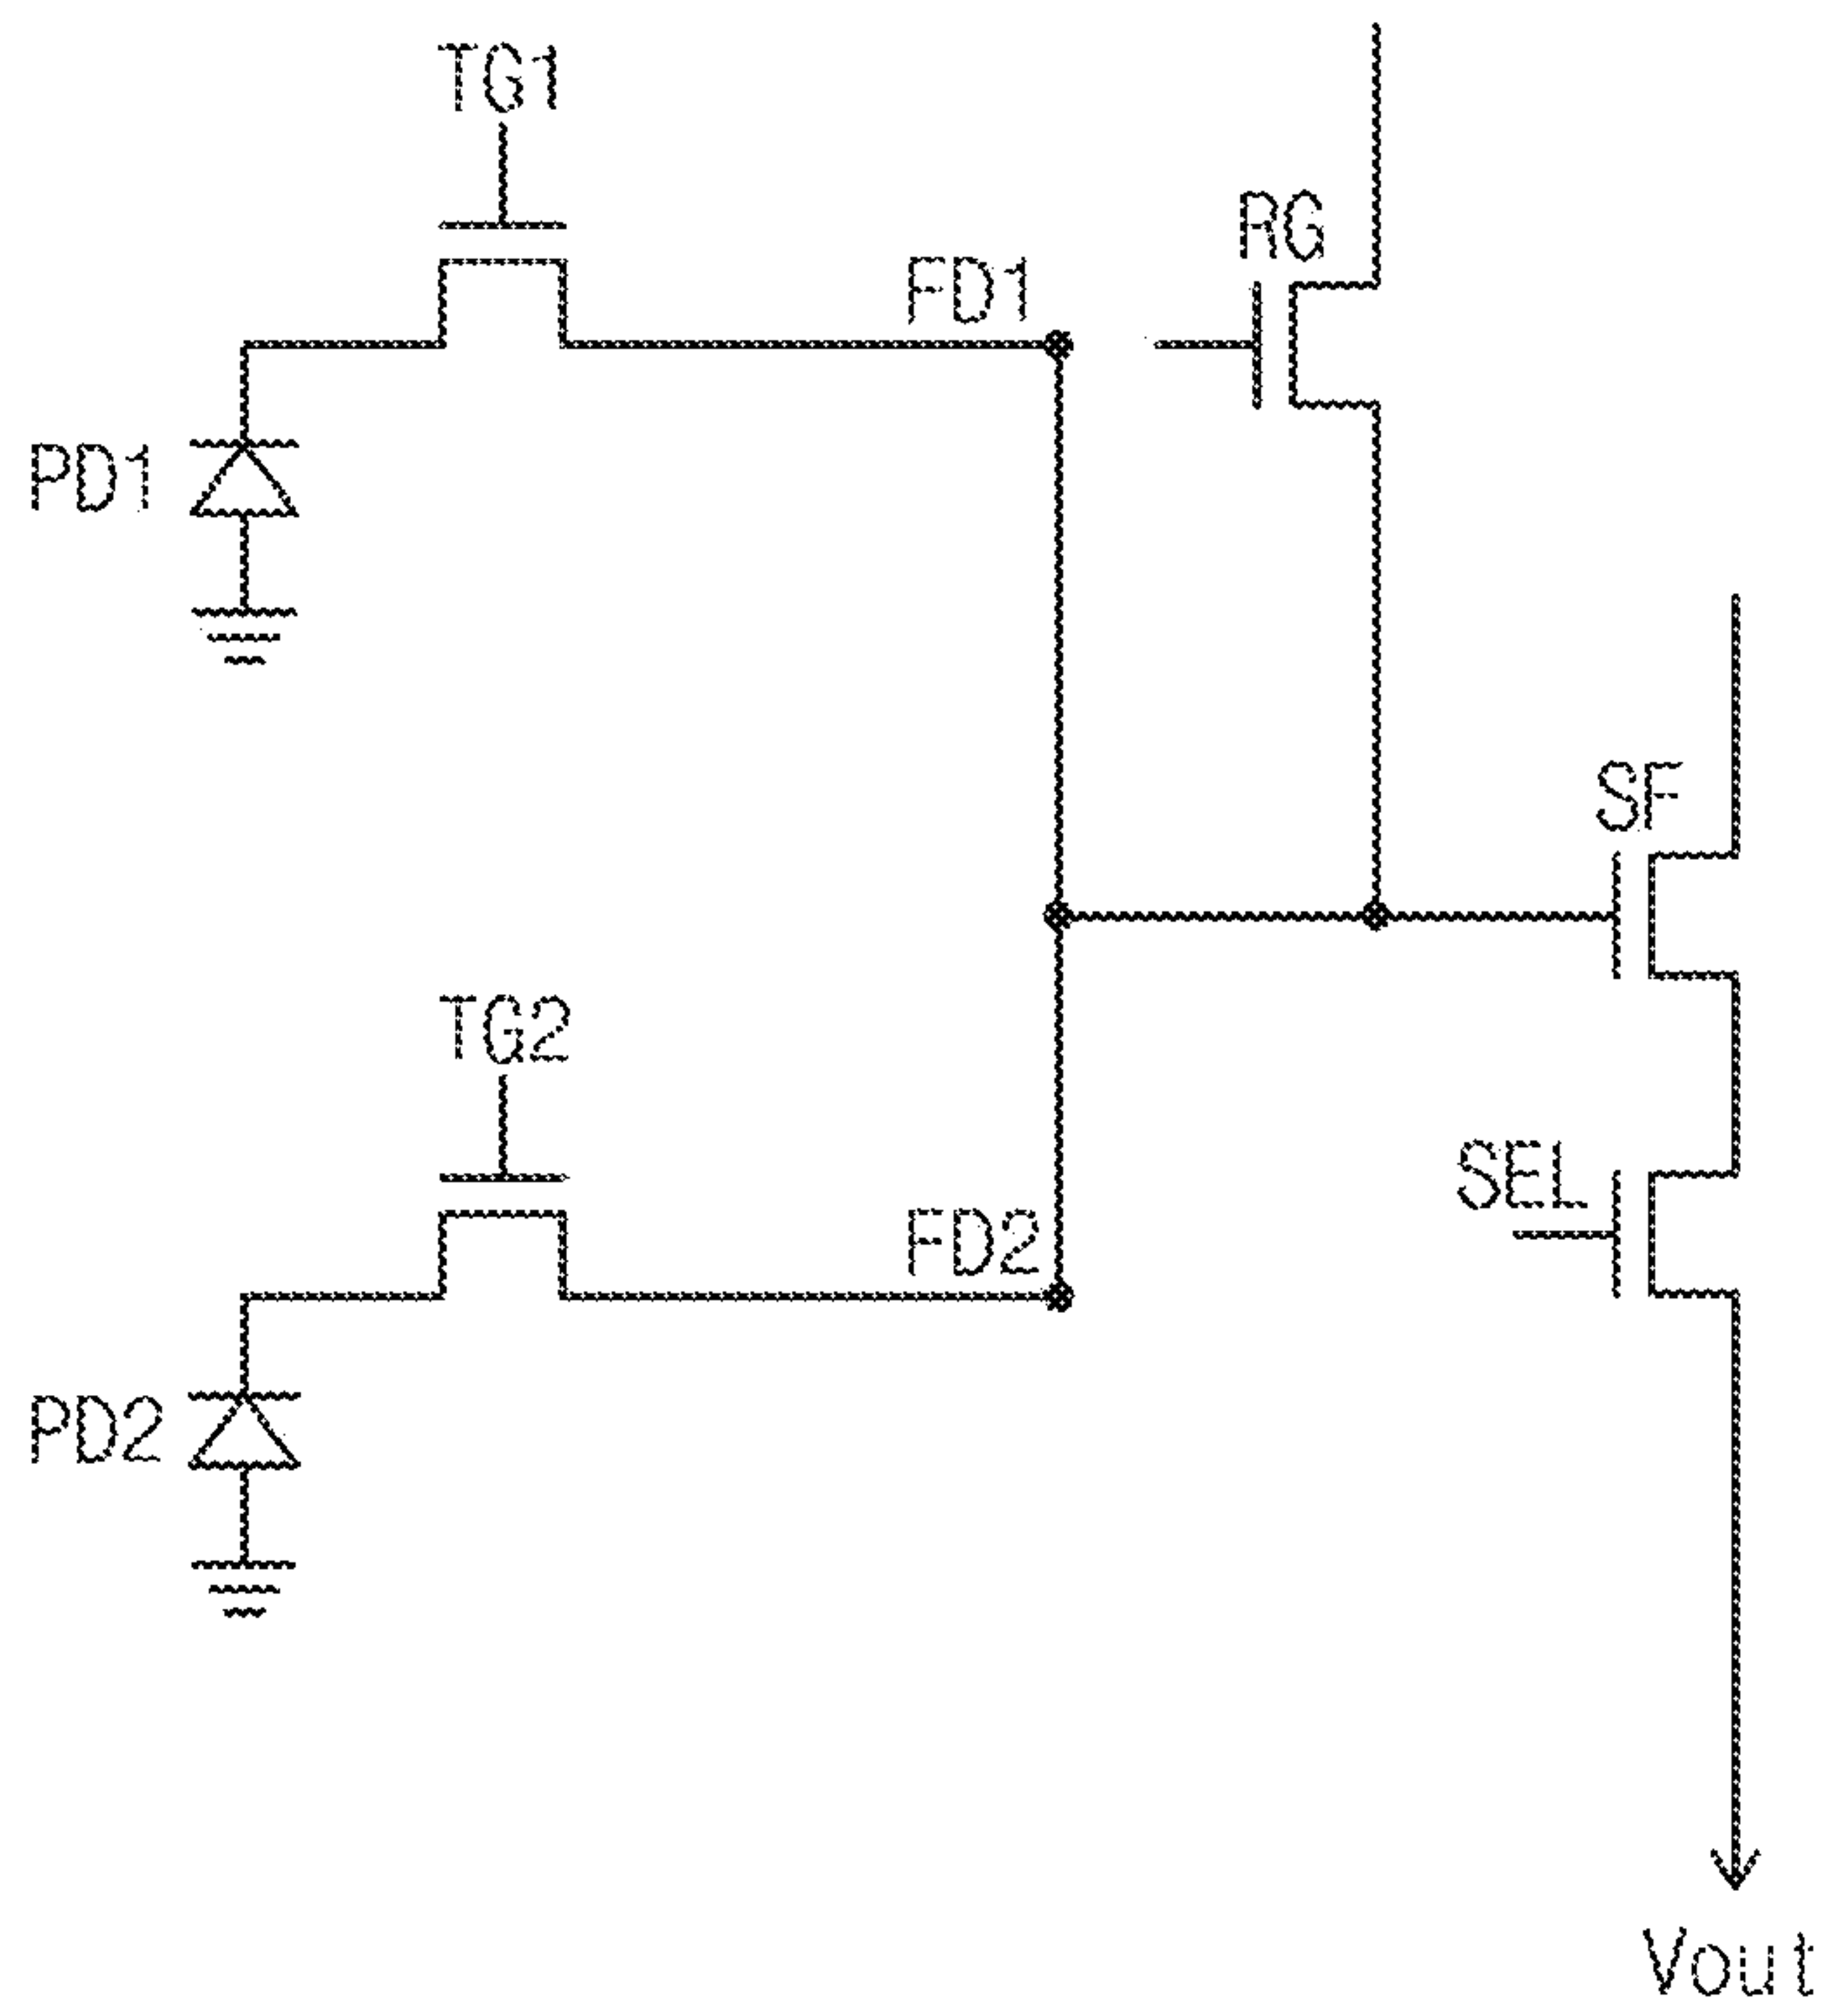 TG1
RG
FD1
PD1
SF
TG2
SEL
FD2
PD2
Vout